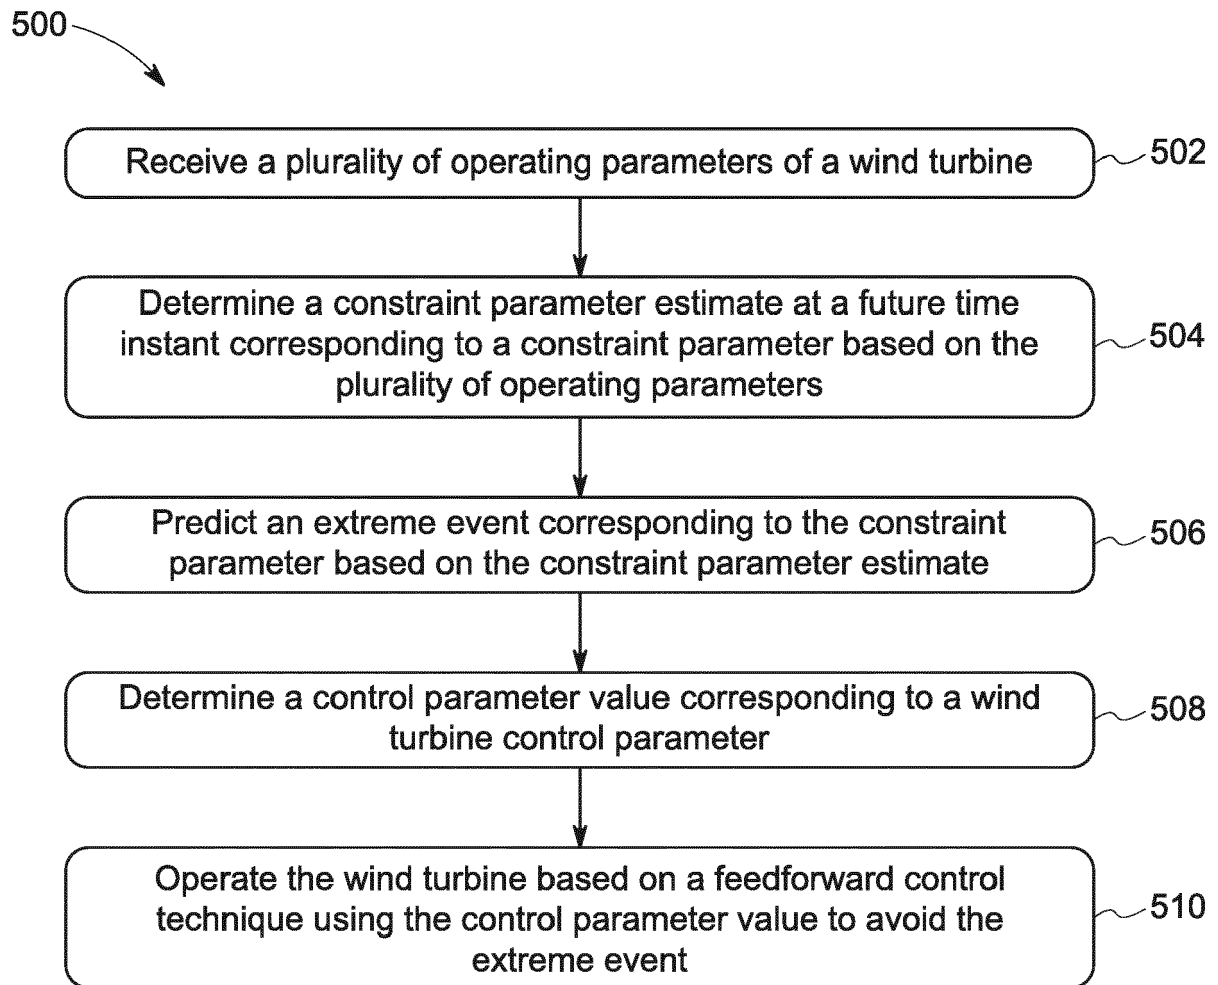 500
Receive a plurality of operating parameters of a wind turbine
502
Determine a constraint parameter estimate at a future time
instant corresponding to a constraint parameter based on the
plurality of operating parameters
504
Predict an extreme event corresponding to the constraint
parameter based on the constraint parameter estimate
506
Determine a control parameter value corresponding to a wind
turbine control parameter
508
Operate the wind turbine based on a feedforward control
technique using the control parameter value to avoid the
extreme event
510